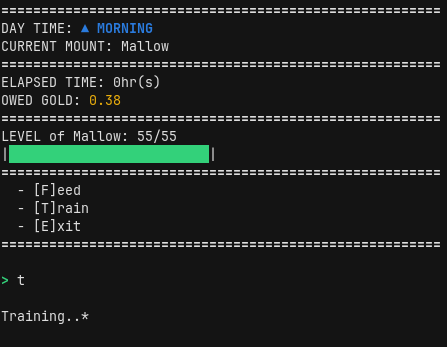 =======================================================
DAY TIME: ▲ MORNING
CURRENT MOUNT: Mallow
=======================================================
ELAPSED TIME: 0hr(s)
OWED GOLD: 0.38
=======================================================
LEVEL of Mallow: 55/55
|█████████████████████████|
=======================================================
- [F]eed
- [T]rain
- [E]xit
=======================================================
> t
Training..*